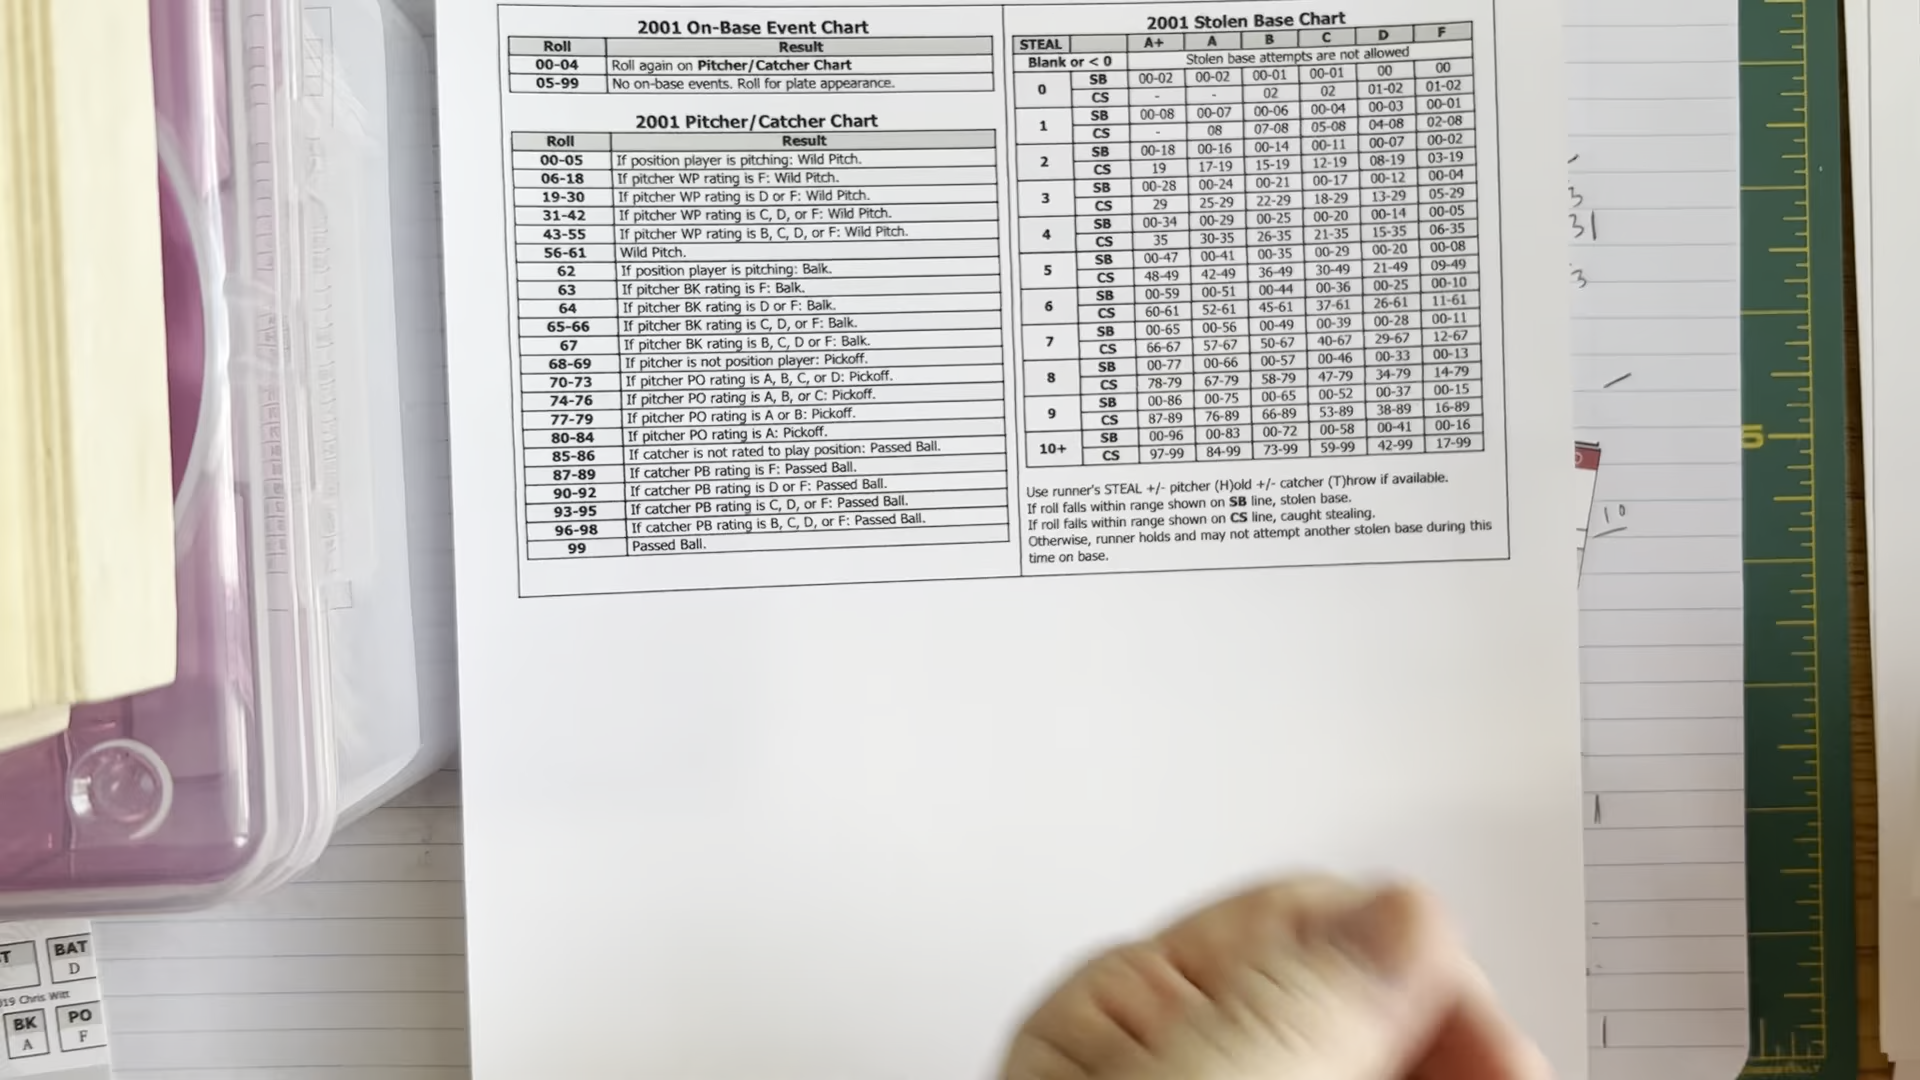 2001 On-Base Event Chart
Roll Result
00-04 Roll again on Pitcher/Catcher Chart
05-99 No on-base events. Roll for plate appearance.
2001 Pitcher/Catcher Chart
Roll Result
00-05 If position player is pitching: Wild Pitch.
06-18 If pitcher WP rating is F: Wild Pitch.
19-30 If pitcher WP rating is D or F: Wild Pitch.
31-42 If pitcher WP rating is C, D, or F: Wild Pitch.
43-55 If pitcher WP rating is B, C, D, or F: Wild Pitch.
56-61 Wild Pitch.
62 If position player is pitching: Balk.
63 If pitcher BK rating is F: Balk.
64 If pitcher BK rating is D or F: Balk.
65-66 If pitcher BK rating is C, D, or F: Balk.
67 If pitcher BK rating is B, C, D or F: Balk.
68-69 If pitcher is not position player: Pickoff.
70-73 If pitcher PO rating is A, B, C, or D: Pickoff.
74-76 If pitcher PO rating is A, B, or C: Pickoff.
77-79 If pitcher PO rating is A or B: Pickoff.
80-84 If pitcher PO rating is A: Pickoff.
85-86 If catcher is not rated to play position: Passed Ball.
87-89 If catcher PB rating is F: Passed Ball.
90-92 If catcher PB rating is D or F: Passed Ball.
93-95 If catcher PB rating is C, D, or F: Passed Ball.
96-98 If catcher PB rating is B, C, D, or F: Passed Ball.
99 Passed Ball.
2001 Stolen Base Chart
STEAL A+ A B C D F
Blank or < 0 Stolen base attempts are not allowed
0 SB 00-02 00-02 00-01 00-01 00 00
CS - - 02 02 01-02 01-02
1 SB 00-08 00-07 00-06 00-04 00-03 00-01
CS - 08 07-08 05-08 04-08 02-08
2 SB 00-18 00-16 00-14 00-11 00-07 00-02
CS 19 17-19 15-19 12-19 08-19 03-19
3 SB 00-28 00-24 00-21 00-17 00-12 00-04
CS 29 25-29 22-29 18-29 13-29 05-29
4 SB 00-34 00-29 00-25 00-20 00-14 00-05
CS 35 30-35 26-35 21-35 15-35 06-35
5 SB 00-47 00-41 00-35 00-29 00-20 00-08
CS 48-49 42-49 36-49 30-49 21-49 09-49
6 SB 00-59 00-51 00-44 00-36 00-25 00-10
CS 60-61 52-61 45-61 37-61 26-61 11-61
7 SB 00-65 00-56 00-49 00-39 00-28 00-11
CS 66-67 57-67 50-67 40-67 29-67 12-67
8 SB 00-77 00-66 00-57 00-46 00-33 00-13
CS 78-79 67-79 58-79 47-79 34-79 14-79
9 SB 00-86 00-75 00-65 00-52 00-37 00-15
CS 87-89 76-89 66-89 53-89 38-89 16-89
10+ SB 00-96 00-83 00-72 00-58 00-41 00-16
CS 97-99 84-99 73-99 59-99 42-99 17-99
Use runner's STEAL +/- pitcher (H)old +/- catcher (T)hrow if available.
If roll falls within range shown on SB line, stolen base.
If roll falls within range shown on CS line, caught stealing.
Otherwise, runner holds and may not attempt another stolen base during this
time on base.
3
31
3
10
5
BAT
D
Chris Witt
BK PO
A F